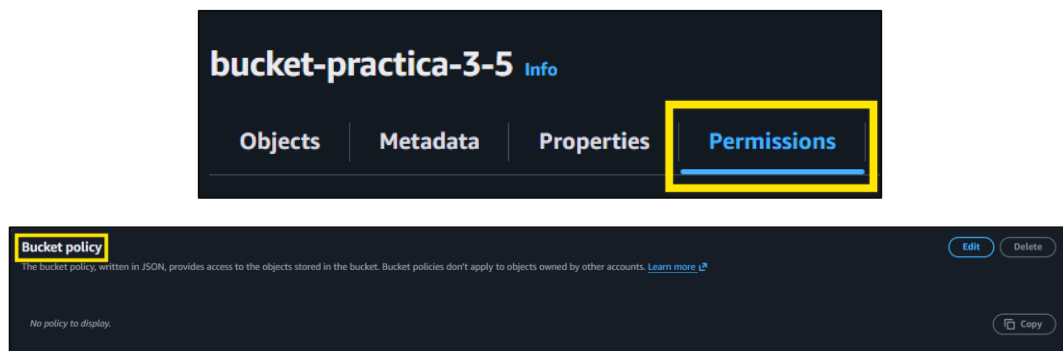 bucket-practica-3-5 Info
Objects Metadata Properties Permissions
Bucket policy Edit Delete
The bucket policy, written in JSON, provides access to the objects stored in the bucket. Bucket policies don't apply to objects owned by other accounts. Learn more
No policy to display. Copy